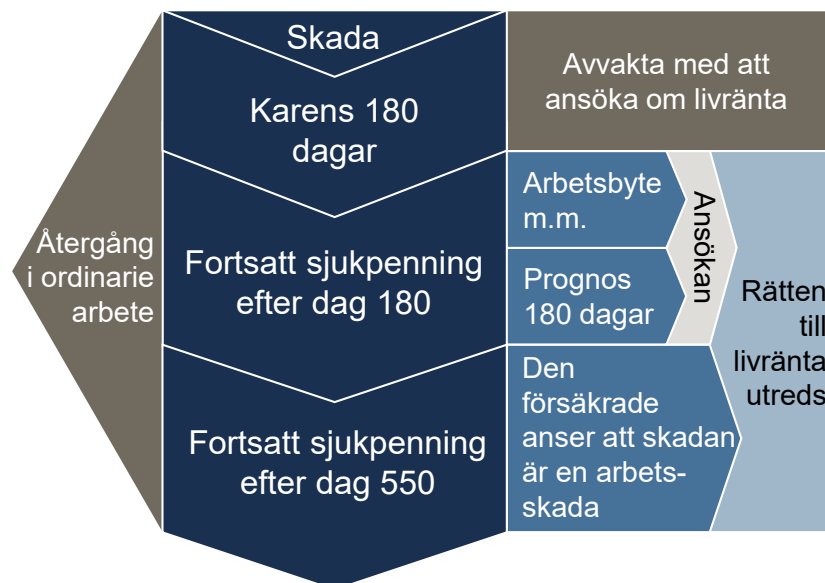 Skada
Karens 180
dagar
Avvakta med att
ansöka om livränta
Återgång
i ordinarie
arbete
Fortsatt sjukpenning
efter dag 180
Arbetsbyte
m.m.
Prognos
180 dagar
Ansökan
Rätten
till
livränta
utreds
Fortsatt sjukpenning
efter dag 550
Den
försäkrade
anser att skadan
är en arbets-
skada